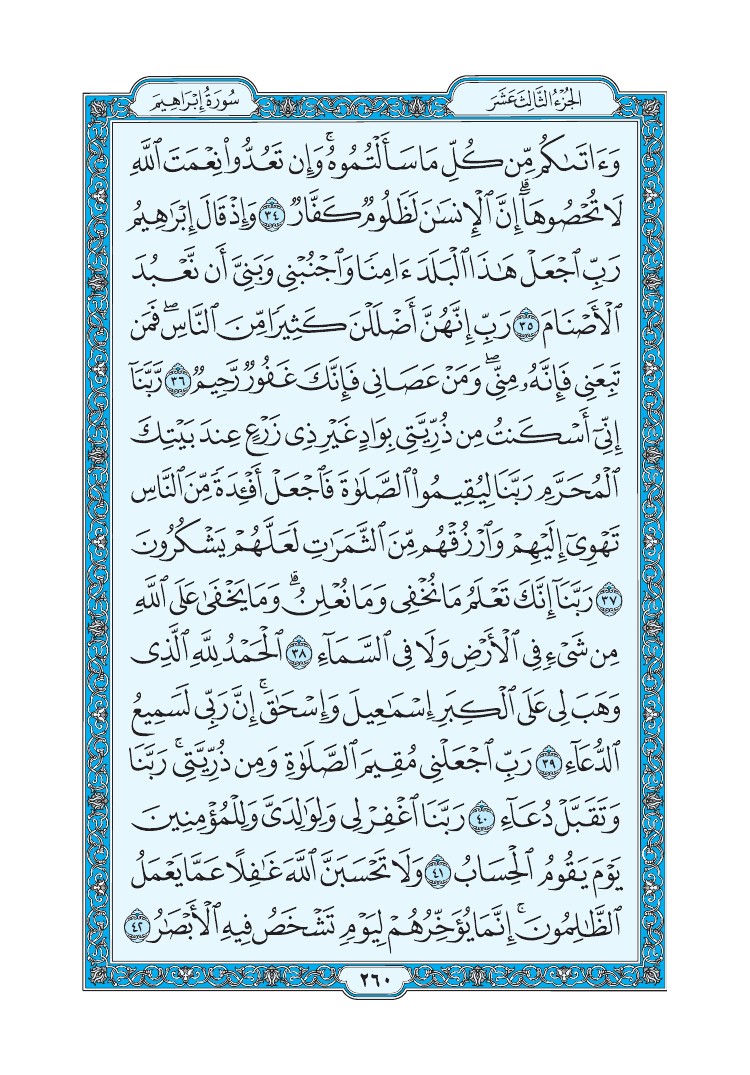 سُورَةُ إِبْرَاهِيمَ
الجُزْءُ الثَّالِثَ عَشَرَ
وَءَاتَىٰكُم مِّن كُلِّ مَا سَأَلْتُمُوهُۚ وَإِن تَعُدُّواْ نِعْمَتَ ٱللَّهِ
لَا تُحْصُوهَآۗ إِنَّ ٱلْإِنسَٰنَ لَظَلُومٌ كَفَّارٌ ٣٤ وَإِذْ قَالَ إِبْرَٰهِيمُ
رَبِّ ٱجْعَلْ هَٰذَا ٱلْبَلَدَ ءَامِنًا وَٱجْنُبْنِى وَبَنِىَّ أَن نَّعْبُدَ
ٱلْأَصْنَامَ ٣٥ رَبِّ إِنَّهُنَّ أَضْلَلْنَ كَثِيرًا مِّنَ ٱلنَّاسِۖ فَمَن
تَبِعَنِى فَإِنَّهُۥ مِنِّىۖ وَمَنْ عَصَانِى فَإِنَّكَ غَفُورٌ رَّحِيمٌ ٣٦ رَّبَّنَآ
إِنِّىٓ أَسْكَنتُ مِن ذُرِّيَّتِى بِوَادٍ غَيْرِ ذِى زَرْعٍ عِندَ بَيْتِكَ
ٱلْمُحَرَّمِ رَبَّنَا لِيُقِيمُواْ ٱلصَّلَوٰةَ فَٱجْعَلْ أَفْـِٔدَةً مِّنَ ٱلنَّاسِ
تَهْوِىٓ إِلَيْهِمْ وَٱرْزُقْهُم مِّنَ ٱلثَّمَرَٰتِ لَعَلَّهُمْ يَشْكُرُونَ
٣٧ رَبَّنَآ إِنَّكَ تَعْلَمُ مَا نُخْفِى وَمَا نُعْلِنُۗ وَمَا يَخْفَىٰ عَلَى ٱللَّهِ
مِن شَىْءٍ فِى ٱلْأَرْضِ وَلَا فِى ٱلسَّمَآءِ ٣٨ ٱلْحَمْدُ لِلَّهِ ٱلَّذِى
وَهَبَ لِى عَلَى ٱلْكِبَرِ إِسْمَٰعِيلَ وَإِسْحَٰقَۚ إِنَّ رَبِّى لَسَمِيعُ
ٱلدُّعَآءِ ٣٩ رَبِّ ٱجْعَلْنِى مُقِيمَ ٱلصَّلَوٰةِ وَمِن ذُرِّيَّتِىۚ رَبَّنَا
وَتَقَبَّلْ دُعَآءِ ٤٠ رَبَّنَا ٱغْفِرْ لِى وَلِوَٰلِدَىَّ وَلِلْمُؤْمِنِينَ
يَوْمَ يَقُومُ ٱلْحِسَابُ ٤١ وَلَا تَحْسَبَنَّ ٱللَّهَ غَٰفِلًا عَمَّا يَعْمَلُ
ٱلظَّٰلِمُونَۚ إِنَّمَا يُؤَخِّرُهُمْ لِيَوْمٍ تَشْخَصُ فِيهِ ٱلْأَبْصَٰرُ ٤٢
٢٦٠